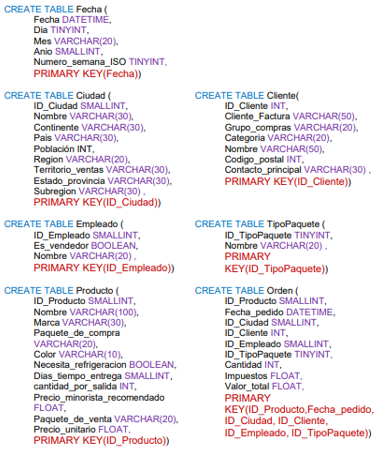 CREATE TABLE Fecha (
Fecha DATETIME,
Dia TINYINT,
Mes VARCHAR(20),
Anio SMALLINT,
Numero_semana_ISO TINYINT,
PRIMARY KEY(Fecha))
CREATE TABLE Ciudad (
ID_Ciudad SMALLINT,
Nombre VARCHAR(30),
Continente VARCHAR(30),
Pais VARCHAR(30),
Población INT,
Region VARCHAR(20),
Territorio_ventas VARCHAR(30),
Estado_provincia VARCHAR(30),
Subregion VARCHAR(30) ,
PRIMARY KEY(ID_Ciudad))
CREATE TABLE Cliente(
ID_Cliente INT,
Cliente_Factura VARCHAR(50),
Grupo_compras VARCHAR(20),
Categoria VARCHAR(20),
Nombre VARCHAR(50),
Codigo_postal INT,
Contacto_principal VARCHAR(30) ,
PRIMARY KEY(ID_Cliente))
CREATE TABLE Empleado (
ID_Empleado SMALLINT,
Es_vendedor BOOLEAN,
Nombre VARCHAR(20) ,
PRIMARY KEY(ID_Empleado))
CREATE TABLE TipoPaquete (
ID_TipoPaquete TINYINT,
Nombre VARCHAR(20) ,
PRIMARY
KEY(ID_TipoPaquete))
CREATE TABLE Producto (
ID_Producto SMALLINT,
Nombre VARCHAR(100),
Marca VARCHAR(30),
Paquete_de_compra
VARCHAR(20),
Color VARCHAR(10),
Necesita_refrigeracion BOOLEAN,
Dias_tiempo_entrega SMALLINT,
cantidad_por_salida INT,
Precio_minorista_recomendado
FLOAT,
Paquete_de_venta VARCHAR(20),
Precio_unitario FLOAT,
PRIMARY KEY(ID_Producto))
CREATE TABLE Orden (
ID_Producto SMALLINT,
Fecha_pedido DATETIME,
ID_Ciudad SMALLINT,
ID_Cliente INT,
ID_Empleado SMALLINT,
ID_TipoPaquete TINYINT,
Cantidad INT,
Impuestos FLOAT,
Valor_total FLOAT,
PRIMARY
KEY(ID_Producto,Fecha_pedido,
ID_Ciudad, ID_Cliente,
ID_Empleado, ID_TipoPaquete))